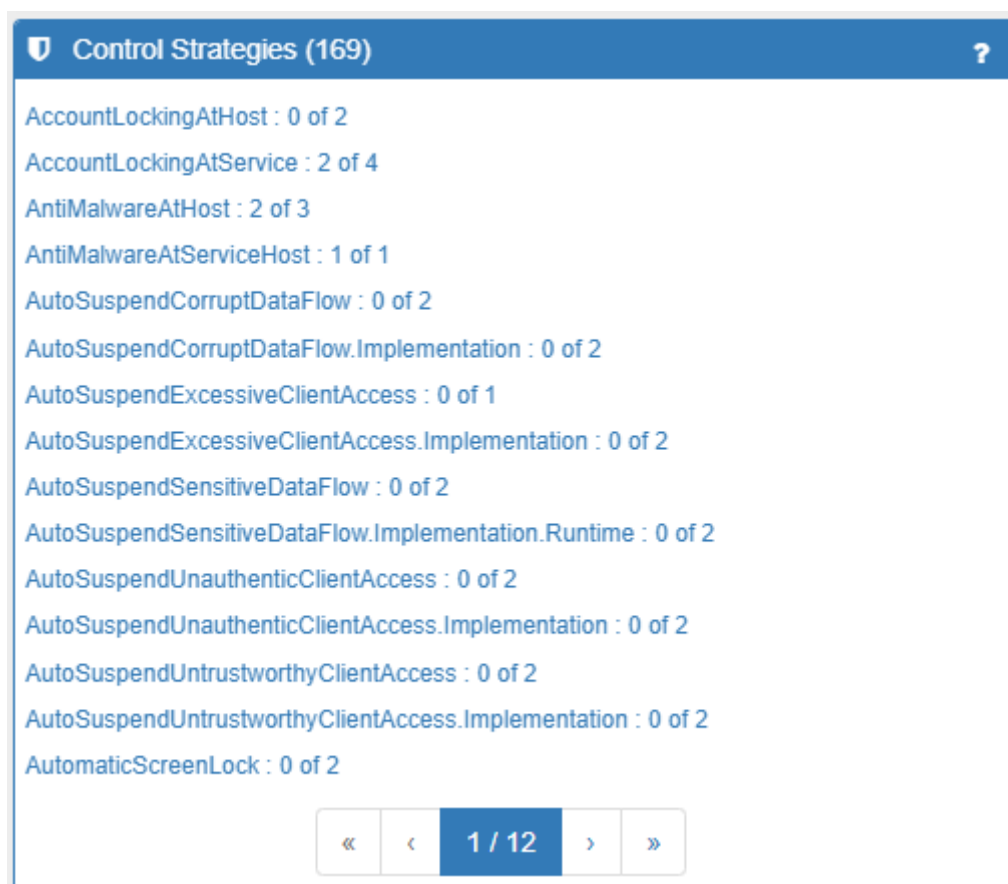 Control Strategies (169) ?
AccountLockingAtHost : 0 of 2
AccountLockingAtService : 2 of 4
AntiMalwareAtHost : 2 of 3
AntiMalwareAtServiceHost : 1 of 1
AutoSuspendCorruptDataFlow : 0 of 2
AutoSuspendCorruptDataFlow.Implementation : 0 of 2
AutoSuspendExcessiveClientAccess : 0 of 1
AutoSuspendExcessiveClientAccess.Implementation : 0 of 2
AutoSuspendSensitiveDataFlow : 0 of 2
AutoSuspendSensitiveDataFlow.Implementation.Runtime : 0 of 2
AutoSuspendUnauthenticClientAccess : 0 of 2
AutoSuspendUnauthenticClientAccess.Implementation : 0 of 2
AutoSuspendUntrustworthyClientAccess : 0 of 2
AutoSuspendUntrustworthyClientAccess.Implementation : 0 of 2
AutomaticScreenLock : 0 of 2
« ‹ 1 / 12 › »